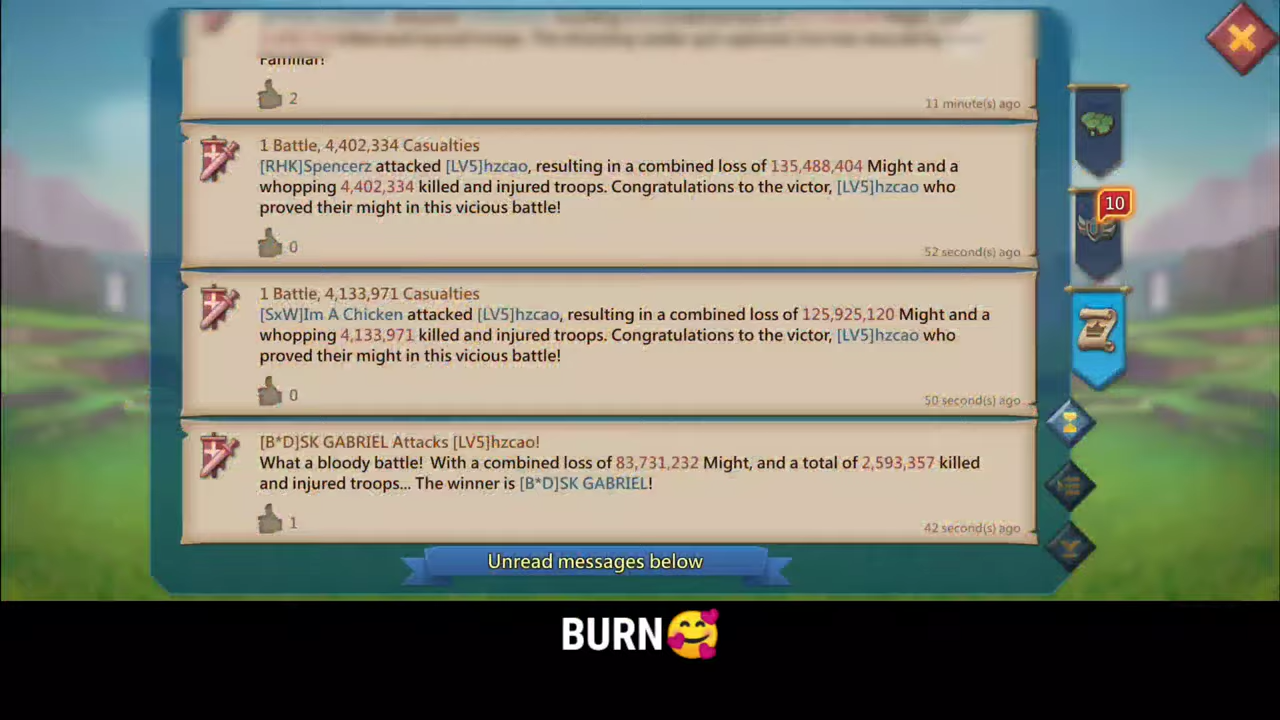 Familiar!
2
11 minute(s) ago
1 Battle, 4,402,334 Casualties
[RHK]Spencerz attacked [LV5]hzcao, resulting in a combined loss of 135,488,404 Might and a
whopping 4,402,334 killed and injured troops. Congratulations to the victor, [LV5]hzcao who
proved their might in this vicious battle!
0
52 second(s) ago
10
1 Battle, 4,133,971 Casualties
[SxW]Im A Chicken attacked [LV5]hzcao, resulting in a combined loss of 125,925,120 Might and a
whopping 4,133,971 killed and injured troops. Congratulations to the victor, [LV5]hzcao who
proved their might in this vicious battle!
0
50 second(s) ago
[B*D]SK GABRIEL Attacks [LV5]hzcao!
What a bloody battle! With a combined loss of 83,731,232 Might, and a total of 2,593,357 killed
and injured troops... The winner is [B*D]SK GABRIEL!
1
42 second(s) ago
Unread messages below
BURN🥰